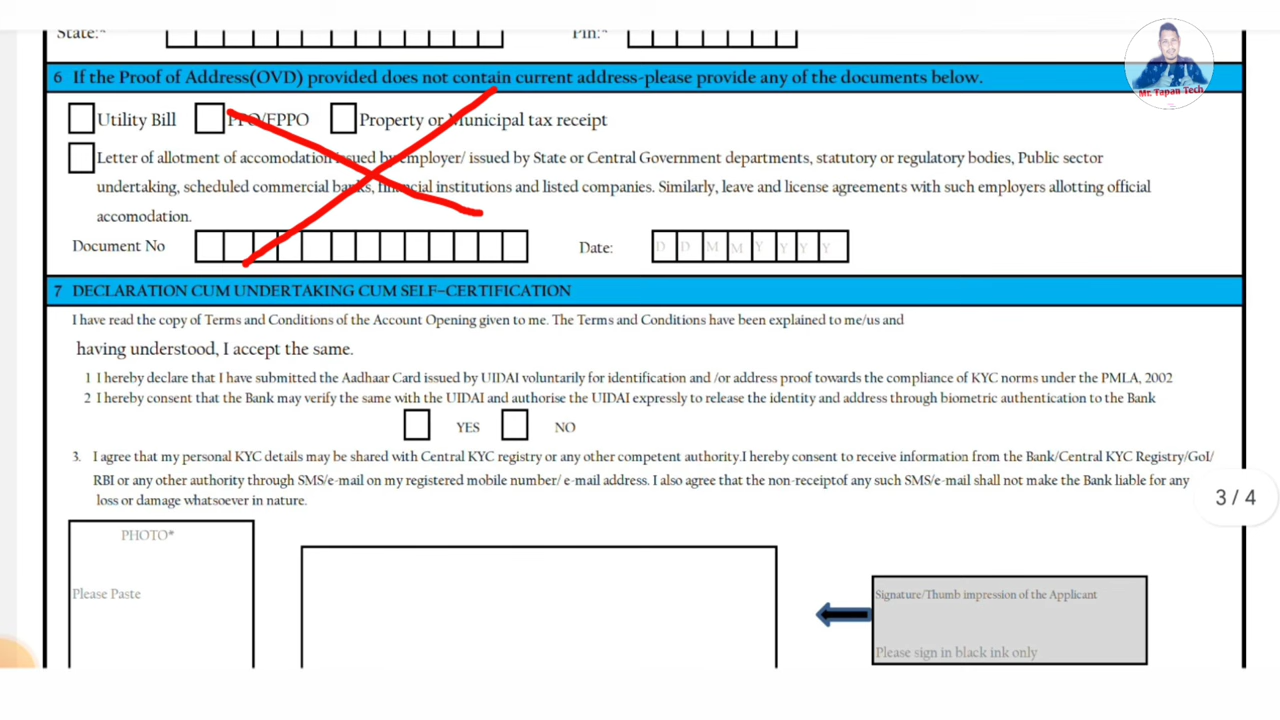 State:* Pin:*
Mr. Tapan Tech
6 If the Proof of Address(OVD) provided does not contain current address-please provide any of the documents below.
Utility Bill PPO/FPPO Property or Municipal tax receipt
Letter of allotment of accomodation issued by employer/ issued by State or Central Government departments, statutory or regulatory bodies, Public sector
undertaking, scheduled commercial banks, financial institutions and listed companies. Similarly, leave and license agreements with such employers allotting official
accomodation.
Document No Date: D D M M Y Y Y Y
7 DECLARATION CUM UNDERTAKING CUM SELF-CERTIFICATION
I have read the copy of Terms and Conditions of the Account Opening given to me. The Terms and Conditions have been explained to me/us and
having understood, I accept the same.
1 I hereby declare that I have submitted the Aadhaar Card issued by UIDAI voluntarily for identification and /or address proof towards the compliance of KYC norms under the PMLA, 2002
2 I hereby consent that the Bank may verify the same with the UIDAI and authorise the UIDAI expressly to release the identity and address through biometric authentication to the Bank
YES NO
3. I agree that my personal KYC details may be shared with Central KYC registry or any other competent authority.I hereby consent to receive information from the Bank/Central KYC Registry/GoI/
RBI or any other authority through SMS/e-mail on my registered mobile number/ e-mail address. I also agree that the non-receiptof any such SMS/e-mail shall not make the Bank liable for any
loss or damage whatsoever in nature.
3 / 4
PHOTO*
Please Paste
Signature/Thumb impression of the Applicant
Please sign in black ink only